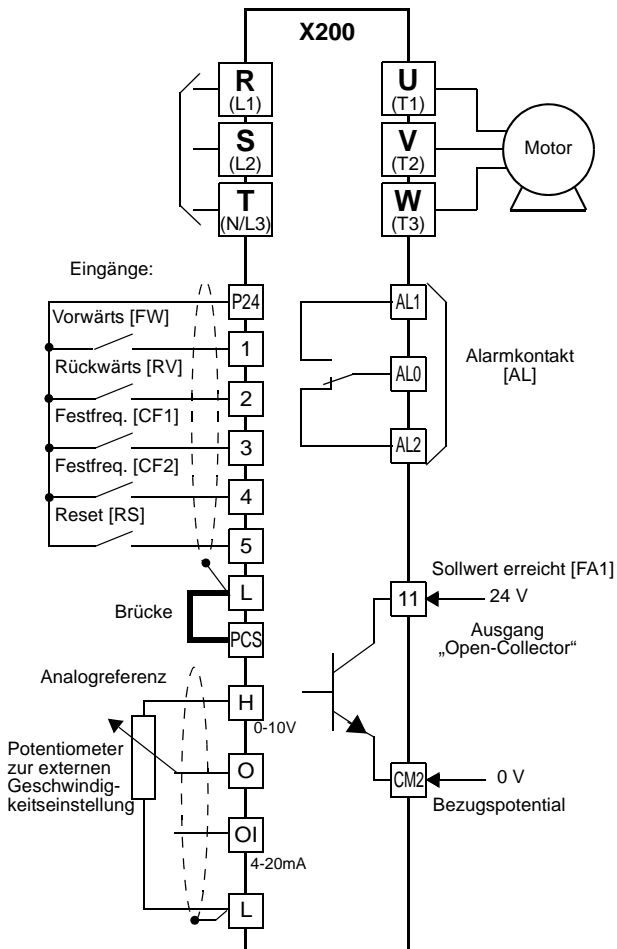 X200
R
(L1)
U
(T1)
S
(L2)
V
(T2)
Motor
T
(N/L3)
W
(T3)
Eingänge:
P24
Vorwärts [FW]
1
Rückwärts [RV]
2
Festfreq. [CF1]
3
Festfreq. [CF2]
4
Reset [RS]
5
L
Brücke
PCS
AL1
AL0
AL2
Alarmkontakt
[AL]
Sollwert erreicht [FA1]
11
24 V
Ausgang
„Open-Collector“
CM2
0 V
Bezugspotential
Analogreferenz
H
0-10V
Potentiometer
zur externen
Geschwindig-
keitseinstellung
O
OI
4-20mA
L